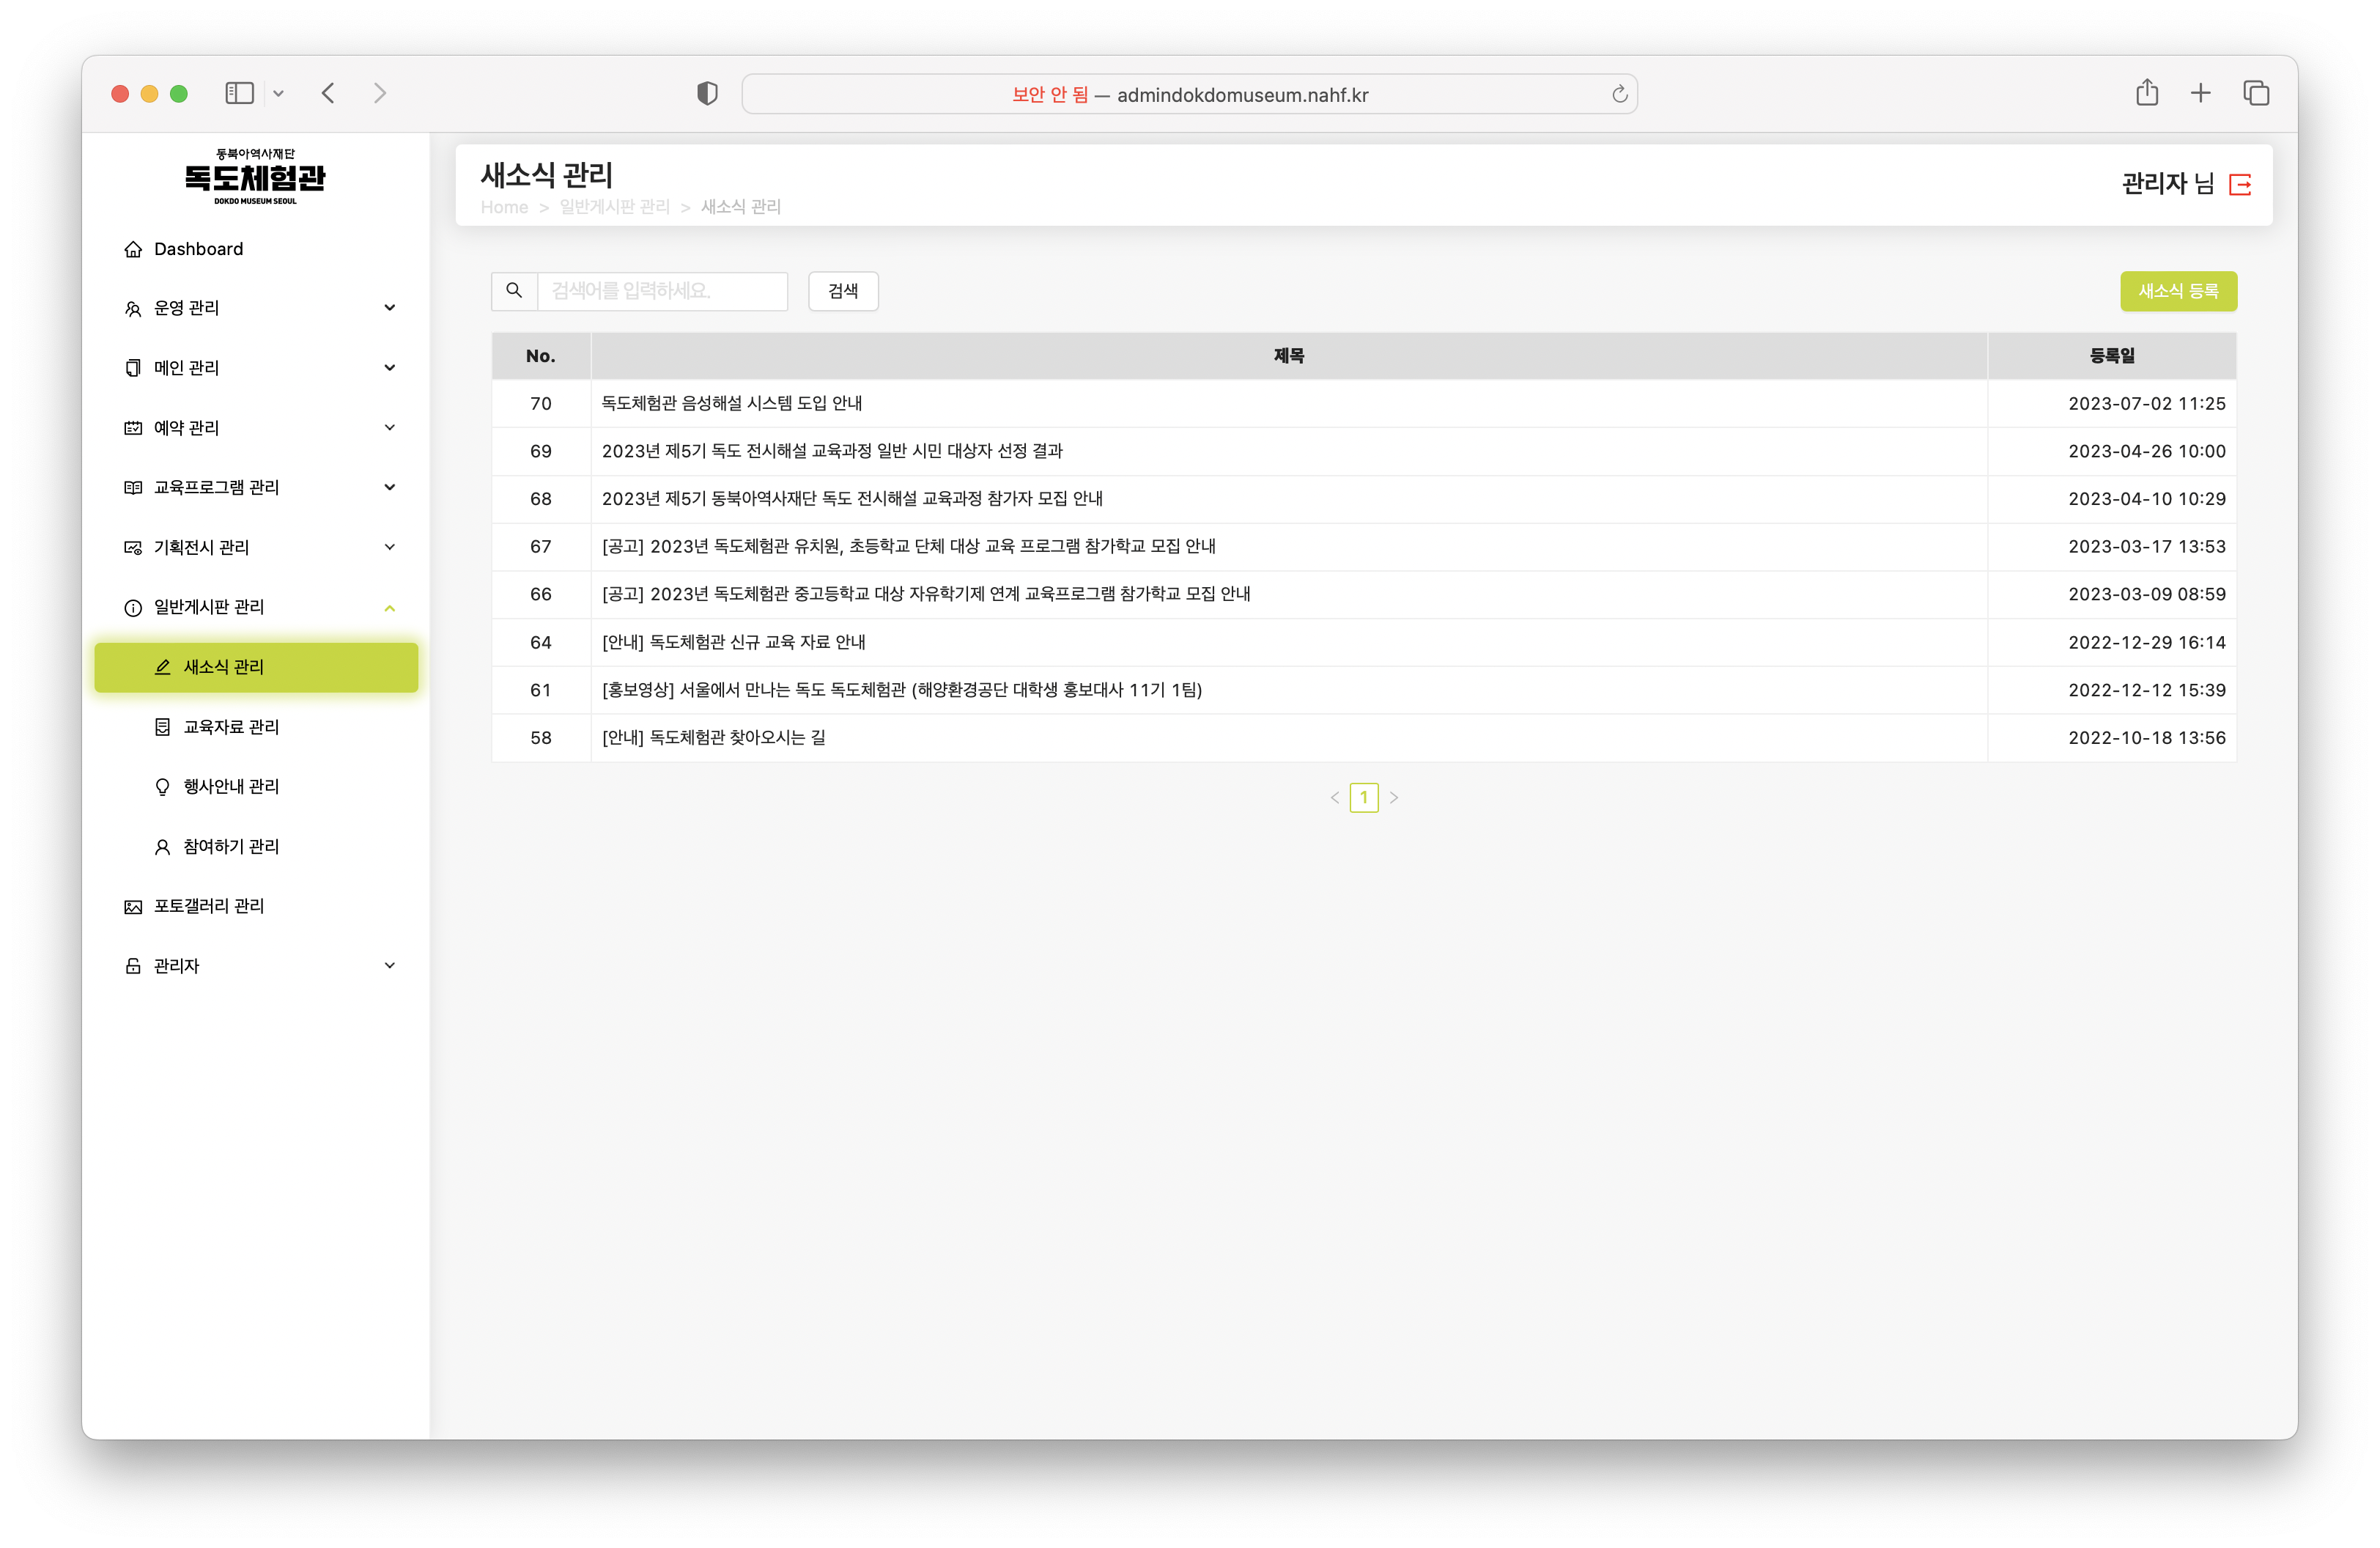 보안 안 됨 — admindokdomuseum.nahf.kr
동북아역사재단
독도체험관
DOKDO MUSEUM SEOUL
Dashboard
운영 관리
메인 관리
예약 관리
교육프로그램 관리
기획전시 관리
일반게시판 관리
새소식 관리
교육자료 관리
행사안내 관리
참여하기 관리
포토갤러리 관리
관리자
새소식 관리
Home > 일반게시판 관리 > 새소식 관리
관리자 님
검색어를 입력하세요.
검색
새소식 등록
No. 제목 등록일
70 독도체험관 음성해설 시스템 도입 안내 2023-07-02 11:25
69 2023년 제5기 독도 전시해설 교육과정 일반 시민 대상자 선정 결과 2023-04-26 10:00
68 2023년 제5기 동북아역사재단 독도 전시해설 교육과정 참가자 모집 안내 2023-04-10 10:29
67 [공고] 2023년 독도체험관 유치원, 초등학교 단체 대상 교육 프로그램 참가학교 모집 안내 2023-03-17 13:53
66 [공고] 2023년 독도체험관 중고등학교 대상 자유학기제 연계 교육프로그램 참가학교 모집 안내 2023-03-09 08:59
64 [안내] 독도체험관 신규 교육 자료 안내 2022-12-29 16:14
61 [홍보영상] 서울에서 만나는 독도 독도체험관 (해양환경공단 대학생 홍보대사 11기 1팀) 2022-12-12 15:39
58 [안내] 독도체험관 찾아오시는 길 2022-10-18 13:56
< 1 >